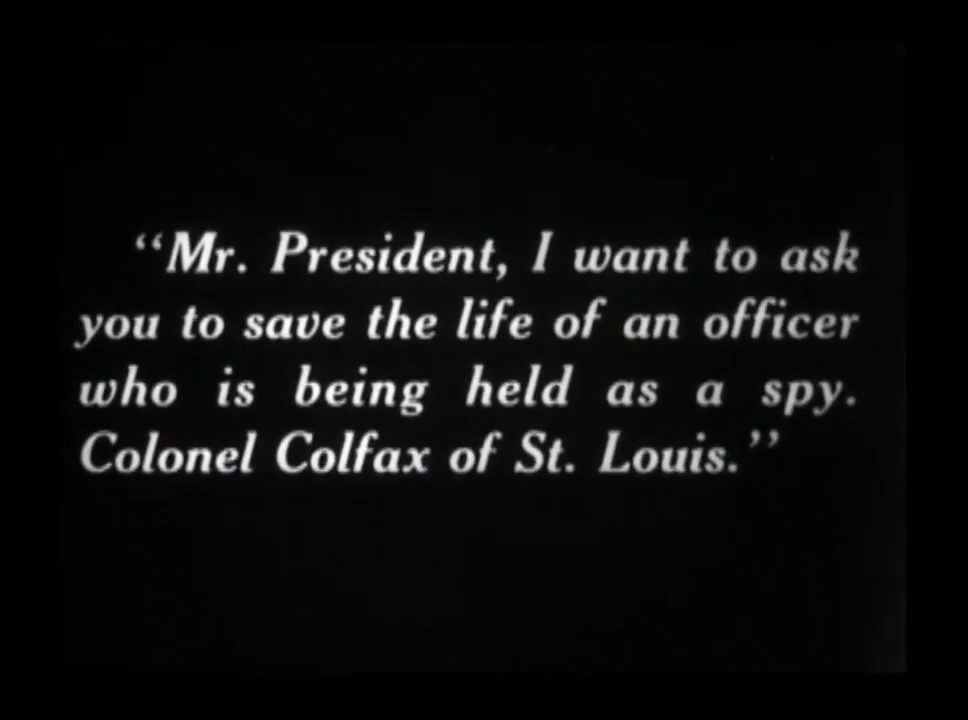 “Mr. President, I want to ask
you to save the life of an officer
who is being held as a spy.
Colonel Colfax of St. Louis.”